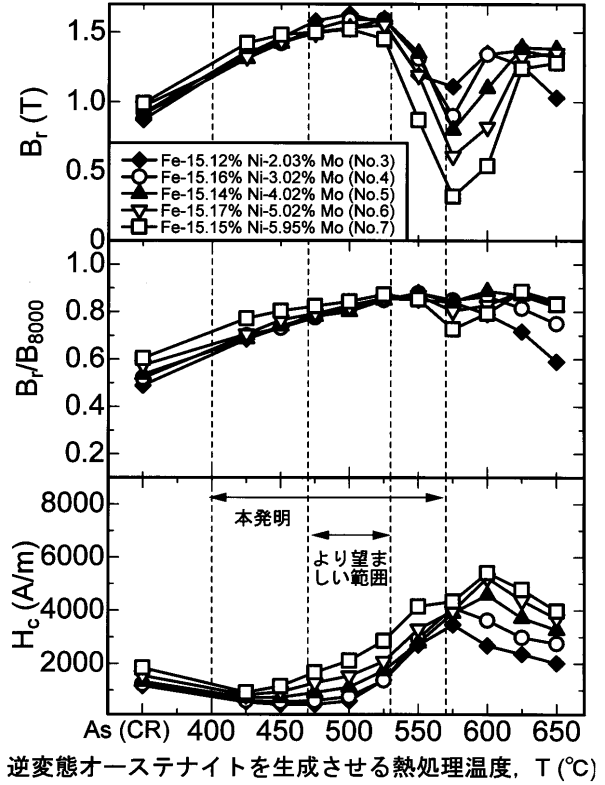 1.5
1.0
0.5
0
Br (T)
Fe-15.12% Ni-2.03% Mo (No.3)
Fe-15.16% Ni-3.02% Mo (No.4)
Fe-15.14% Ni-4.02% Mo (No.5)
Fe-15.17% Ni-5.02% Mo (No.6)
Fe-15.15% Ni-5.95% Mo (No.7)
1.0
0.8
0.6
0.4
0.2
Br/B8000
8000
6000
4000
2000
Hc (A/m)
本発明
より望ま
しい範囲
As (CR) 400 450 500 550 600 650
逆変態オーステナイトを生成させる熱処理温度, T (℃)